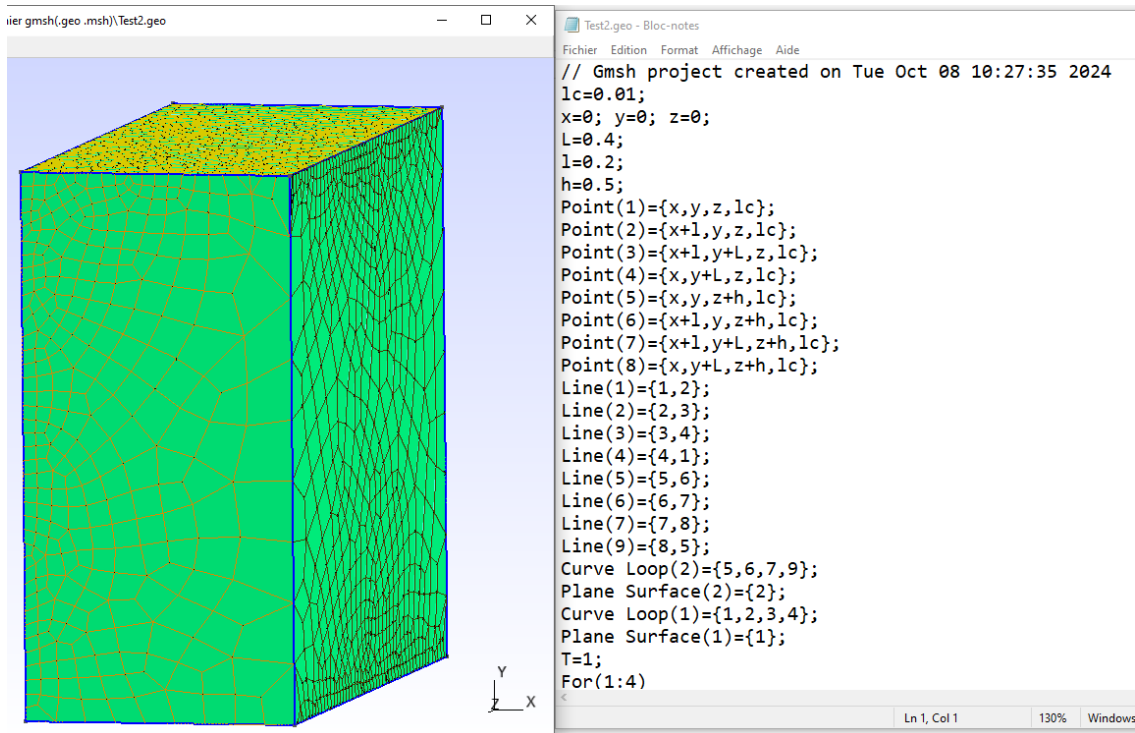 ier gmsh(.geo .msh)\Test2.geo
Test2.geo - Bloc-notes
Fichier Edition Format Affichage Aide
// Gmsh project created on Tue Oct 08 10:27:35 2024
lc=0.01;
x=0; y=0; z=0;
L=0.4;
l=0.2;
h=0.5;
Point(1)={x,y,z,lc};
Point(2)={x+l,y,z,lc};
Point(3)={x+l,y+L,z,lc};
Point(4)={x,y+L,z,lc};
Point(5)={x,y,z+h,lc};
Point(6)={x+l,y,z+h,lc};
Point(7)={x+l,y+L,z+h,lc};
Point(8)={x,y+L,z+h,lc};
Line(1)={1,2};
Line(2)={2,3};
Line(3)={3,4};
Line(4)={4,1};
Line(5)={5,6};
Line(6)={6,7};
Line(7)={7,8};
Line(9)={8,5};
Curve Loop(2)={5,6,7,9};
Plane Surface(2)={2};
Curve Loop(1)={1,2,3,4};
Plane Surface(1)={1};
T=1;
For(1:4)
Y
Z X
Ln 1, Col 1 130% Windows